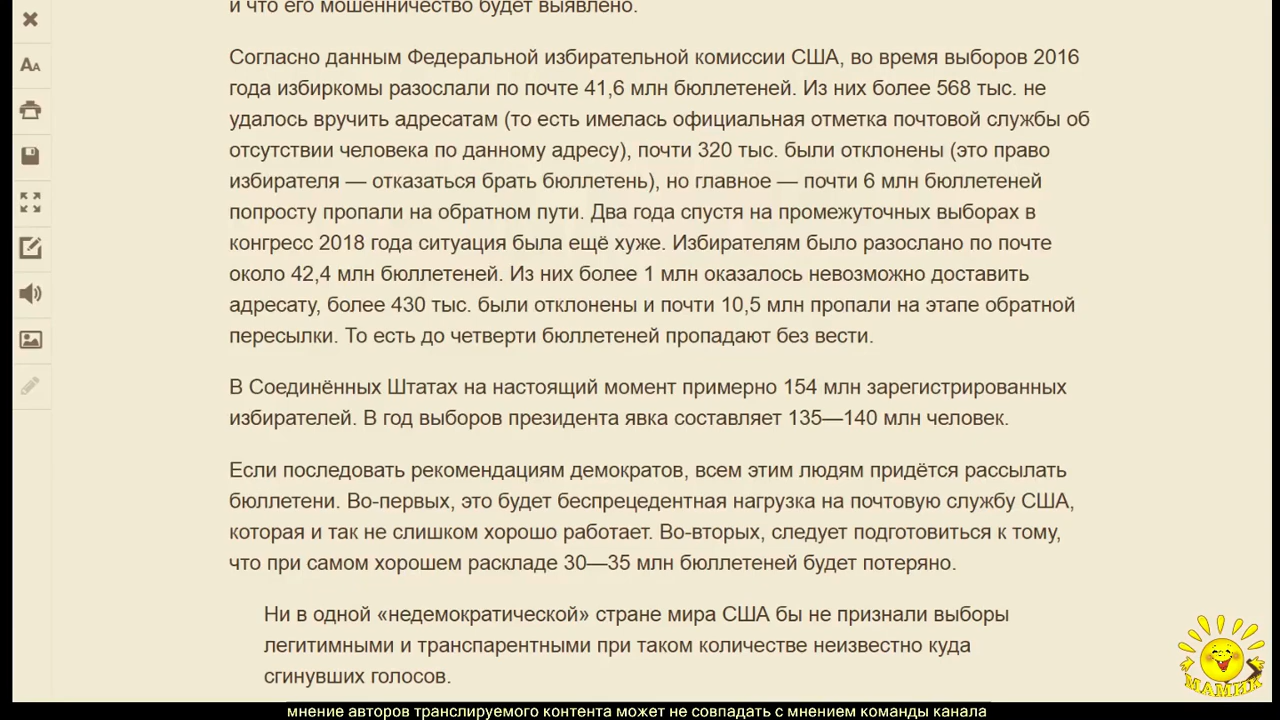 и что его мошенничество будет выявлено.
Согласно данным Федеральной избирательной комиссии США, во время выборов 2016
года избиркомы разослали по почте 41,6 млн бюллетеней. Из них более 568 тыс. не
удалось вручить адресатам (то есть имелась официальная отметка почтовой службы об
отсутствии человека по данному адресу), почти 320 тыс. были отклонены (это право
избирателя — отказаться брать бюллетень), но главное — почти 6 млн бюллетеней
попросту пропали на обратном пути. Два года спустя на промежуточных выборах в
конгресс 2018 года ситуация была ещё хуже. Избирателям было разослано по почте
около 42,4 млн бюллетеней. Из них более 1 млн оказалось невозможно доставить
адресату, более 430 тыс. были отклонены и почти 10,5 млн пропали на этапе обратной
пересылки. То есть до четверти бюллетеней пропадают без вести.
В Соединённых Штатах на настоящий момент примерно 154 млн зарегистрированных
избирателей. В год выборов президента явка составляет 135—140 млн человек.
Если последовать рекомендациям демократов, всем этим людям придётся рассылать
бюллетени. Во-первых, это будет беспрецедентная нагрузка на почтовую службу США,
которая и так не слишком хорошо работает. Во-вторых, следует подготовиться к тому,
что при самом хорошем раскладе 30—35 млн бюллетеней будет потеряно.
Ни в одной «недемократической» стране мира США бы не признали выборы
легитимными и транспарентными при таком количестве неизвестно куда
сгинувших голосов.
МАМИК
мнение авторов транслируемого контента может не совпадать с мнением команды канала